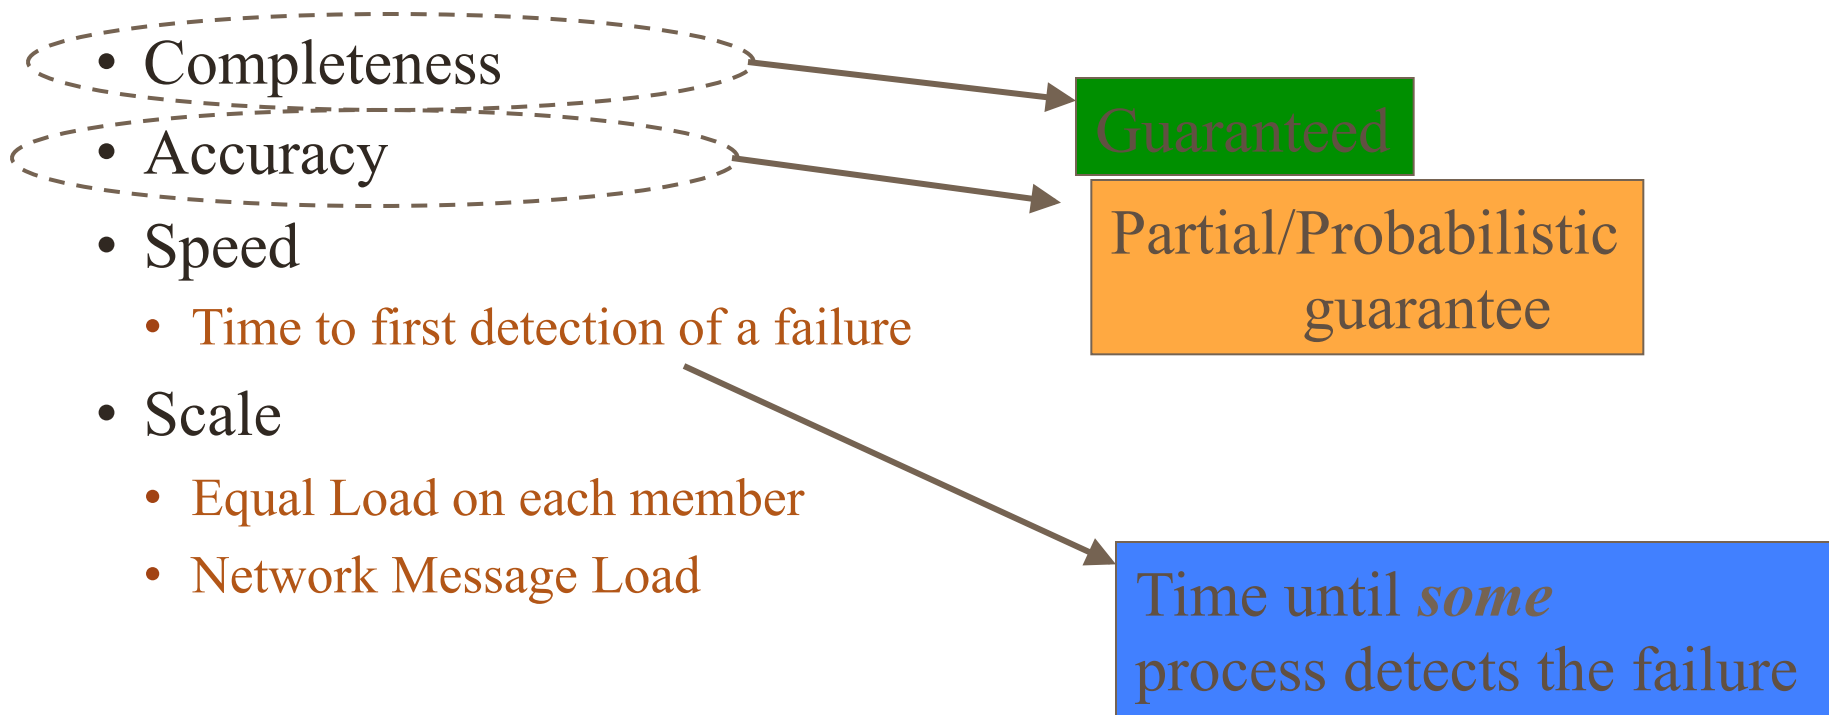 • Completeness
• Accuracy
• Speed
• Time to first detection of a failure
• Scale
• Equal Load on each member
• Network Message Load
Guaranteed
Partial/Probabilistic
guarantee
Time until some
process detects the failure